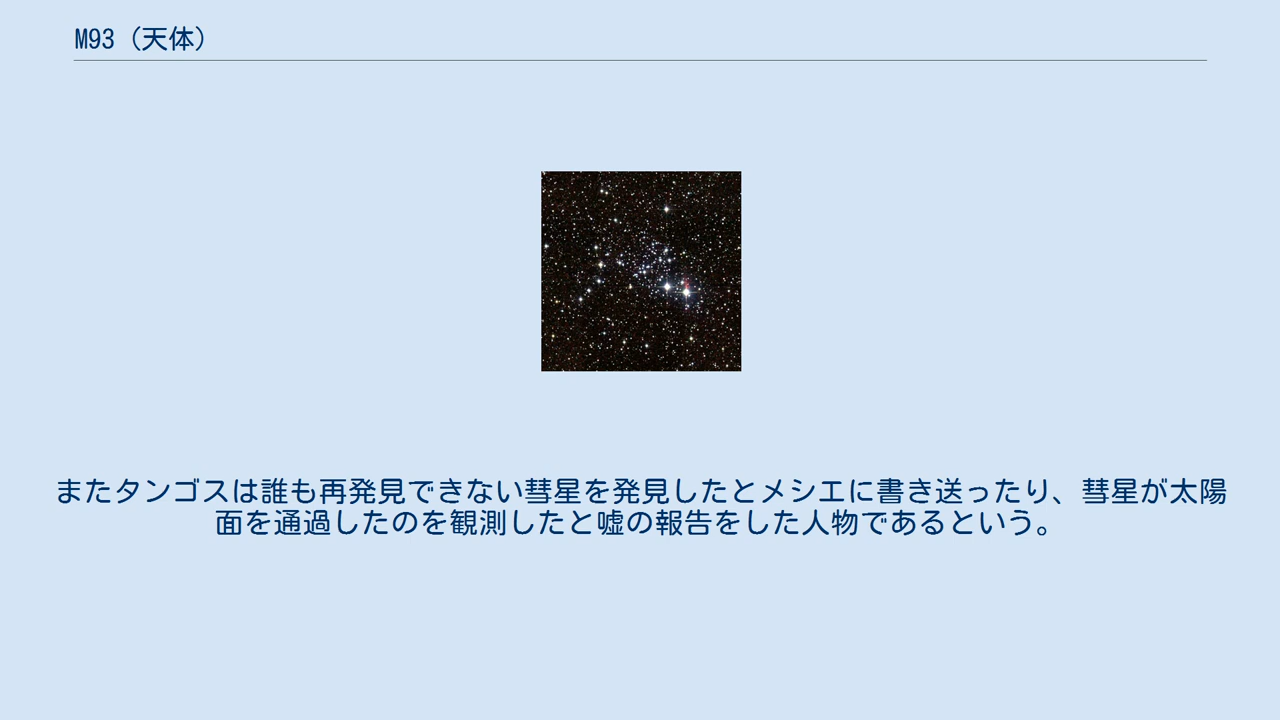 M93（天体）
またタンゴスは誰も再発見できない彗星を発見したとメシエに書き送ったり、彗星が太陽
面を通過したのを観測したと嘘の報告をした人物であるという。